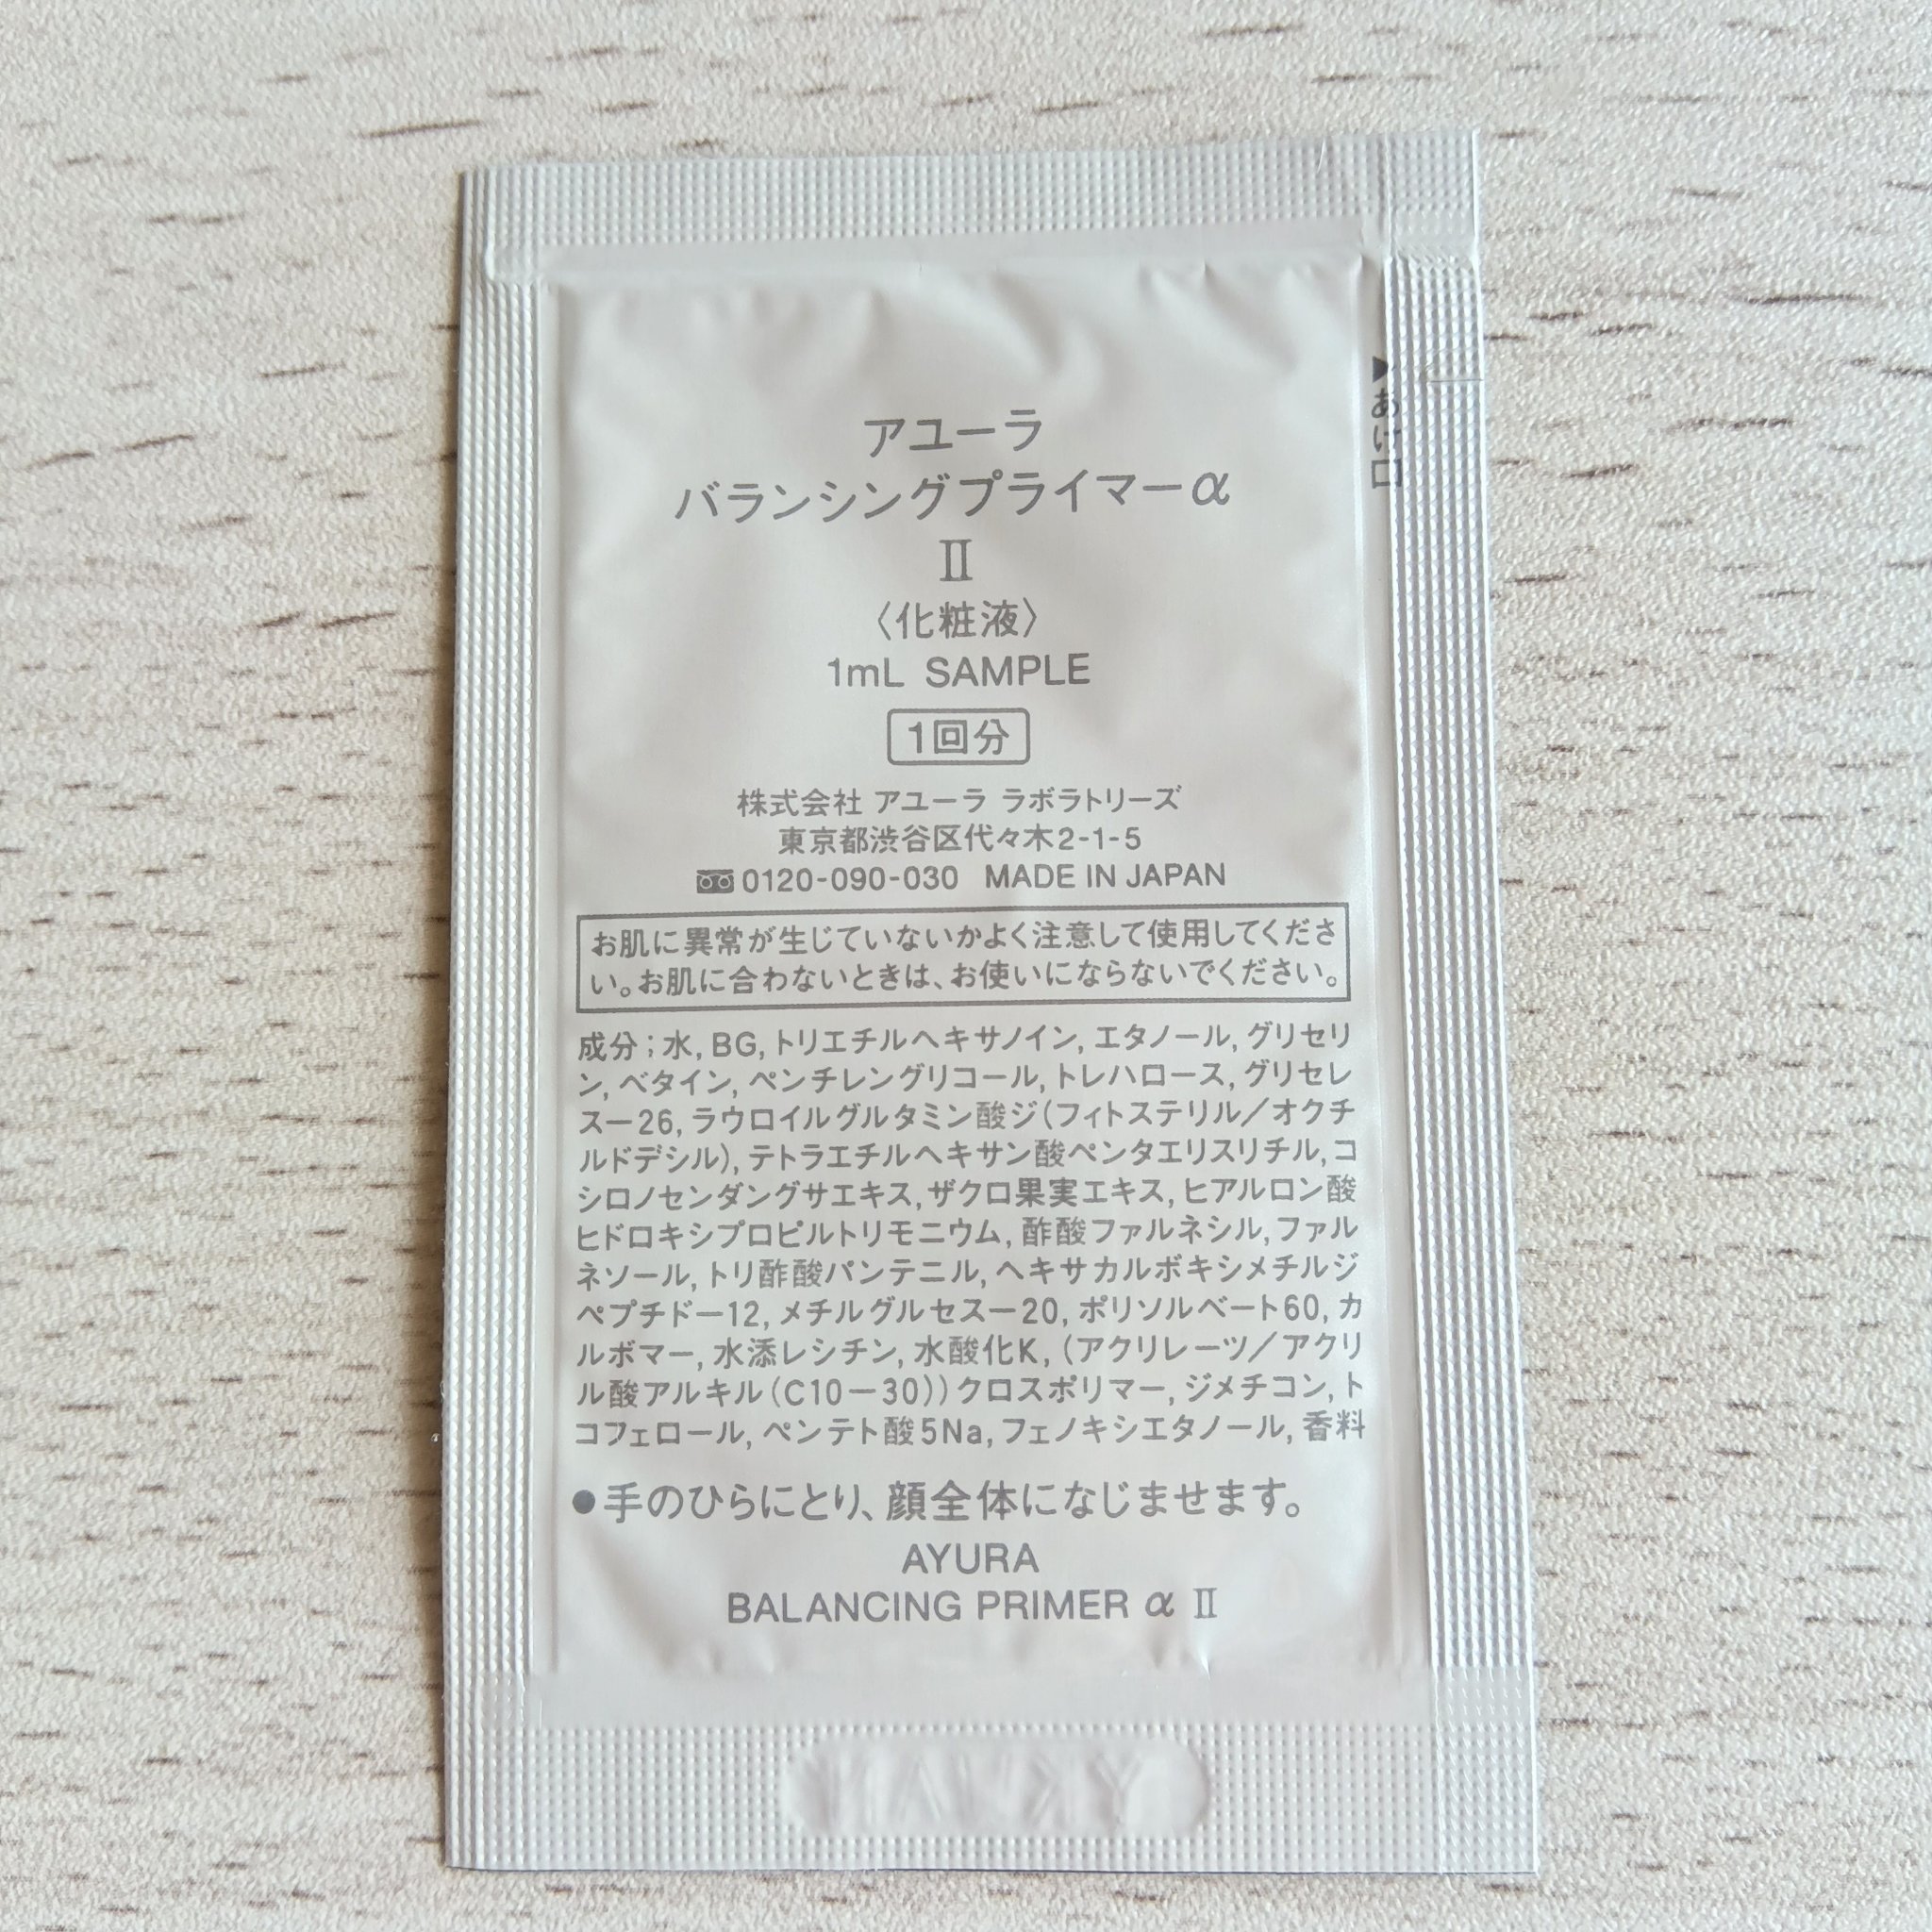 アユーラ
バランシングプライマーα
Ⅱ
〈化粧液〉
1mL SAMPLE
1回分
株式会社 アユーラ ラボラトリーズ
東京都渋谷区代々木2-1-5
0120-090-030 MADE IN JAPAN
お肌に異常が生じていないかよく注意して使用してくださ
い。お肌に合わないときは、お使いにならないでください。
成分；水, BG, トリエチルヘキサノイン, エタノール, グリセリ
ン, ベタイン, ペンチレングリコール, トレハロース, グリセレ
スー26, ラウロイルグルタミン酸ジ(フィトステリル／オクチ
ルドデシル), テトラエチルヘキサン酸ペンタエリスリチル, コ
シロノセンダングサエキス, ザクロ果実エキス, ヒアルロン酸
ヒドロキシプロピルトリモニウム, 酢酸ファルネシル, ファル
ネソール, トリ酢酸パンテニル, ヘキサカルボキシメチルジ
ペプチドー12, メチルグルセスー20, ポリソルベート60, カ
ルボマー, 水添レシチン, 水酸化K, (アクリレーツ／アクリ
ル酸アルキル(C10－30))クロスポリマー, ジメチコン, ト
コフェロール, ペンテト酸5Na, フェノキシエタノール, 香料
●手のひらにとり、顔全体になじませます。
AYURA
BALANCING PRIMER α Ⅱ
▶あけ口